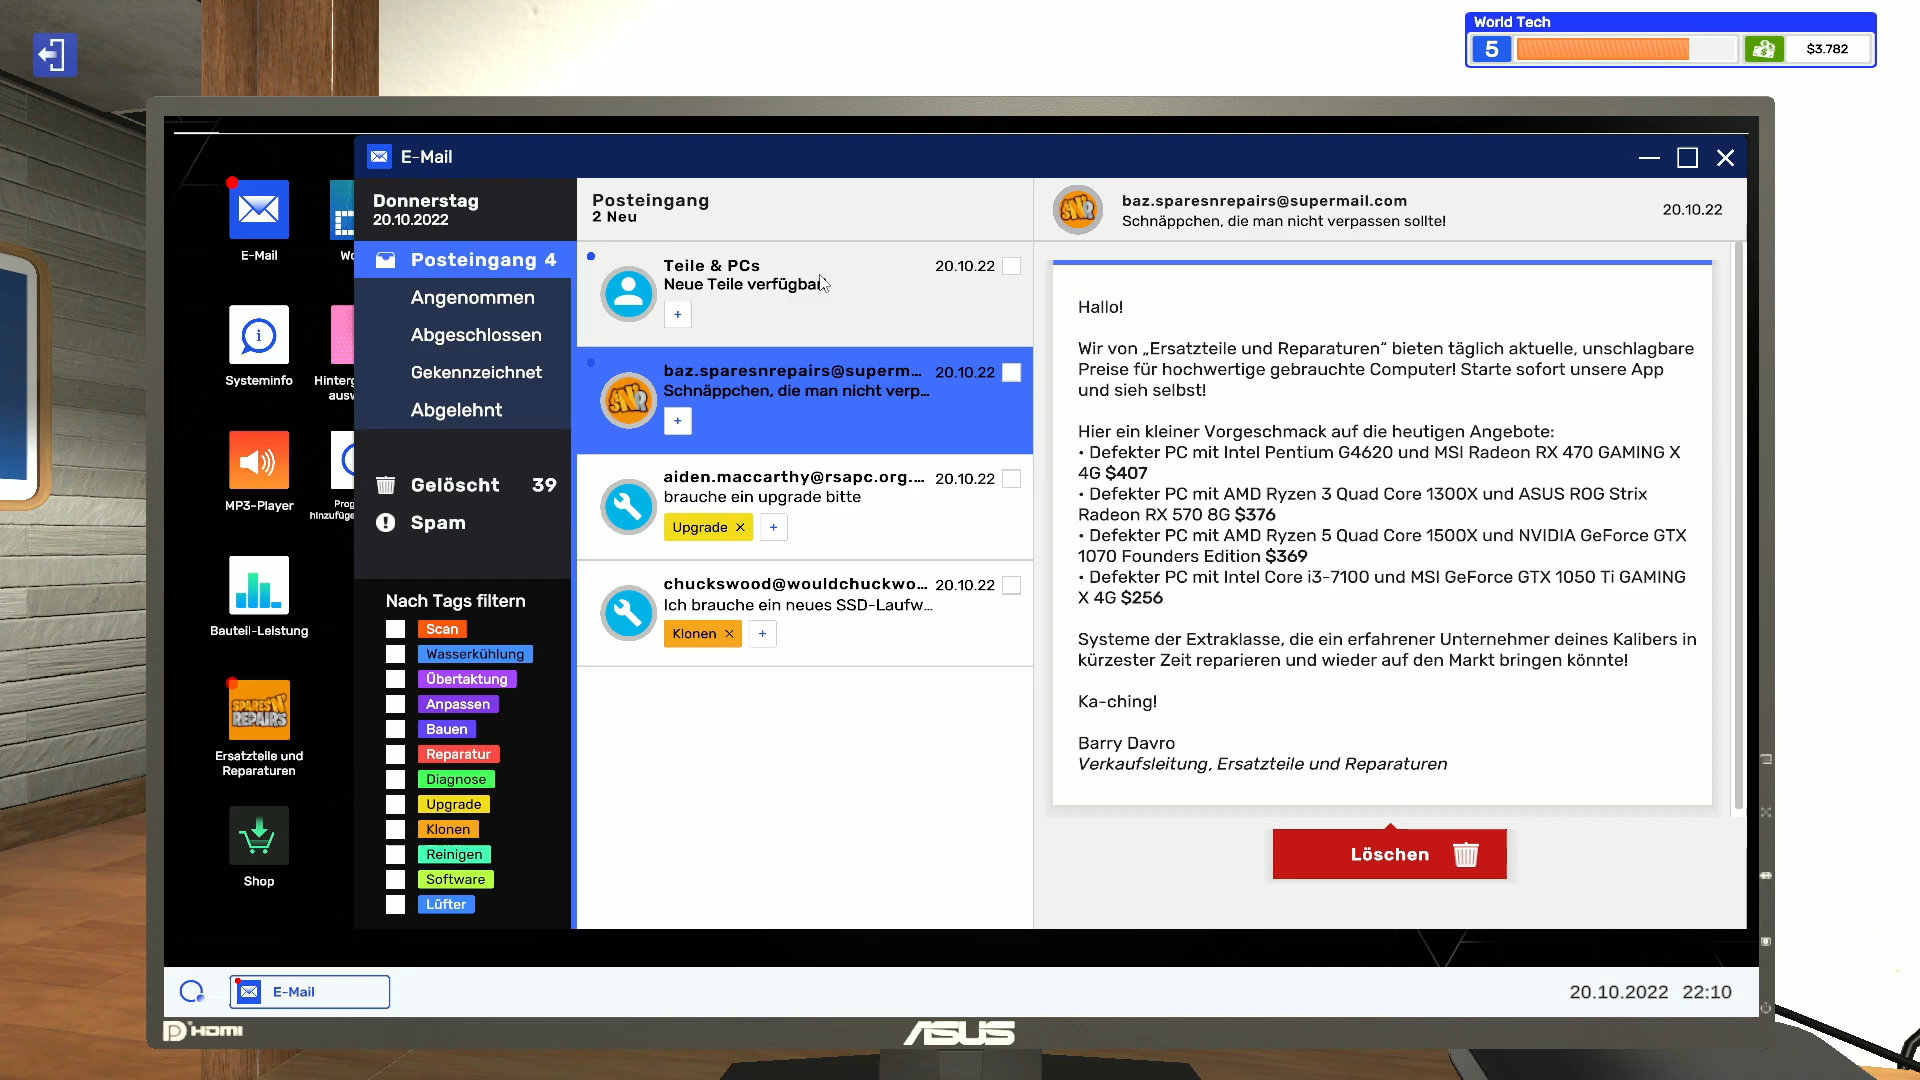 World Tech
5
$3.782
E-Mail
Donnerstag
20.10.2022
Posteingang 4
Angenommen
Abgeschlossen
Gekennzeichnet
Abgelehnt
Gelöscht 39
Spam
Nach Tags filtern
Scan
Wasserkühlung
Übertaktung
Anpassen
Bauen
Reparatur
Diagnose
Upgrade
Klonen
Reinigen
Software
Lüfter
Posteingang
2 Neu
Teile & PCs
20.10.22
Neue Teile verfügbar
+
baz.sparesnrepairs@superm...
20.10.22
Schnäppchen, die man nicht verp...
+
aiden.maccarthy@rsapc.org....
20.10.22
brauche ein upgrade bitte
Upgrade × +
chuckswood@wouldchuckwo...
20.10.22
Ich brauche ein neues SSD-Laufw...
Klonen × +
SNR
baz.sparesnrepairs@supermail.com
Schnäppchen, die man nicht verpassen sollte!
20.10.22
Hallo!
Wir von „Ersatzteile und Reparaturen“ bieten täglich aktuelle, unschlagbare
Preise für hochwertige gebrauchte Computer! Starte sofort unsere App
und sieh selbst!
Hier ein kleiner Vorgeschmack auf die heutigen Angebote:
• Defekter PC mit Intel Pentium G4620 und MSI Radeon RX 470 GAMING X
4G $407
• Defekter PC mit AMD Ryzen 3 Quad Core 1300X und ASUS ROG Strix
Radeon RX 570 8G $376
• Defekter PC mit AMD Ryzen 5 Quad Core 1500X und NVIDIA GeForce GTX
1070 Founders Edition $369
• Defekter PC mit Intel Core i3-7100 und MSI GeForce GTX 1050 Ti GAMING
X 4G $256
Systeme der Extraklasse, die ein erfahrener Unternehmer deines Kalibers in
kürzester Zeit reparieren und wieder auf den Markt bringen könnte!
Ka-ching!
Barry Davro
Verkaufsleitung, Ersatzteile und Reparaturen
Löschen
E-Mail
Systeminfo
MP3-Player
Bauteil-Leistung
SPARES 'N' REPAIRS
Ersatzteile und
Reparaturen
Shop
Wo
Hinterg
ausw
Prog
hinzufüge
E-Mail
20.10.2022 22:10
HDMI
ASUS